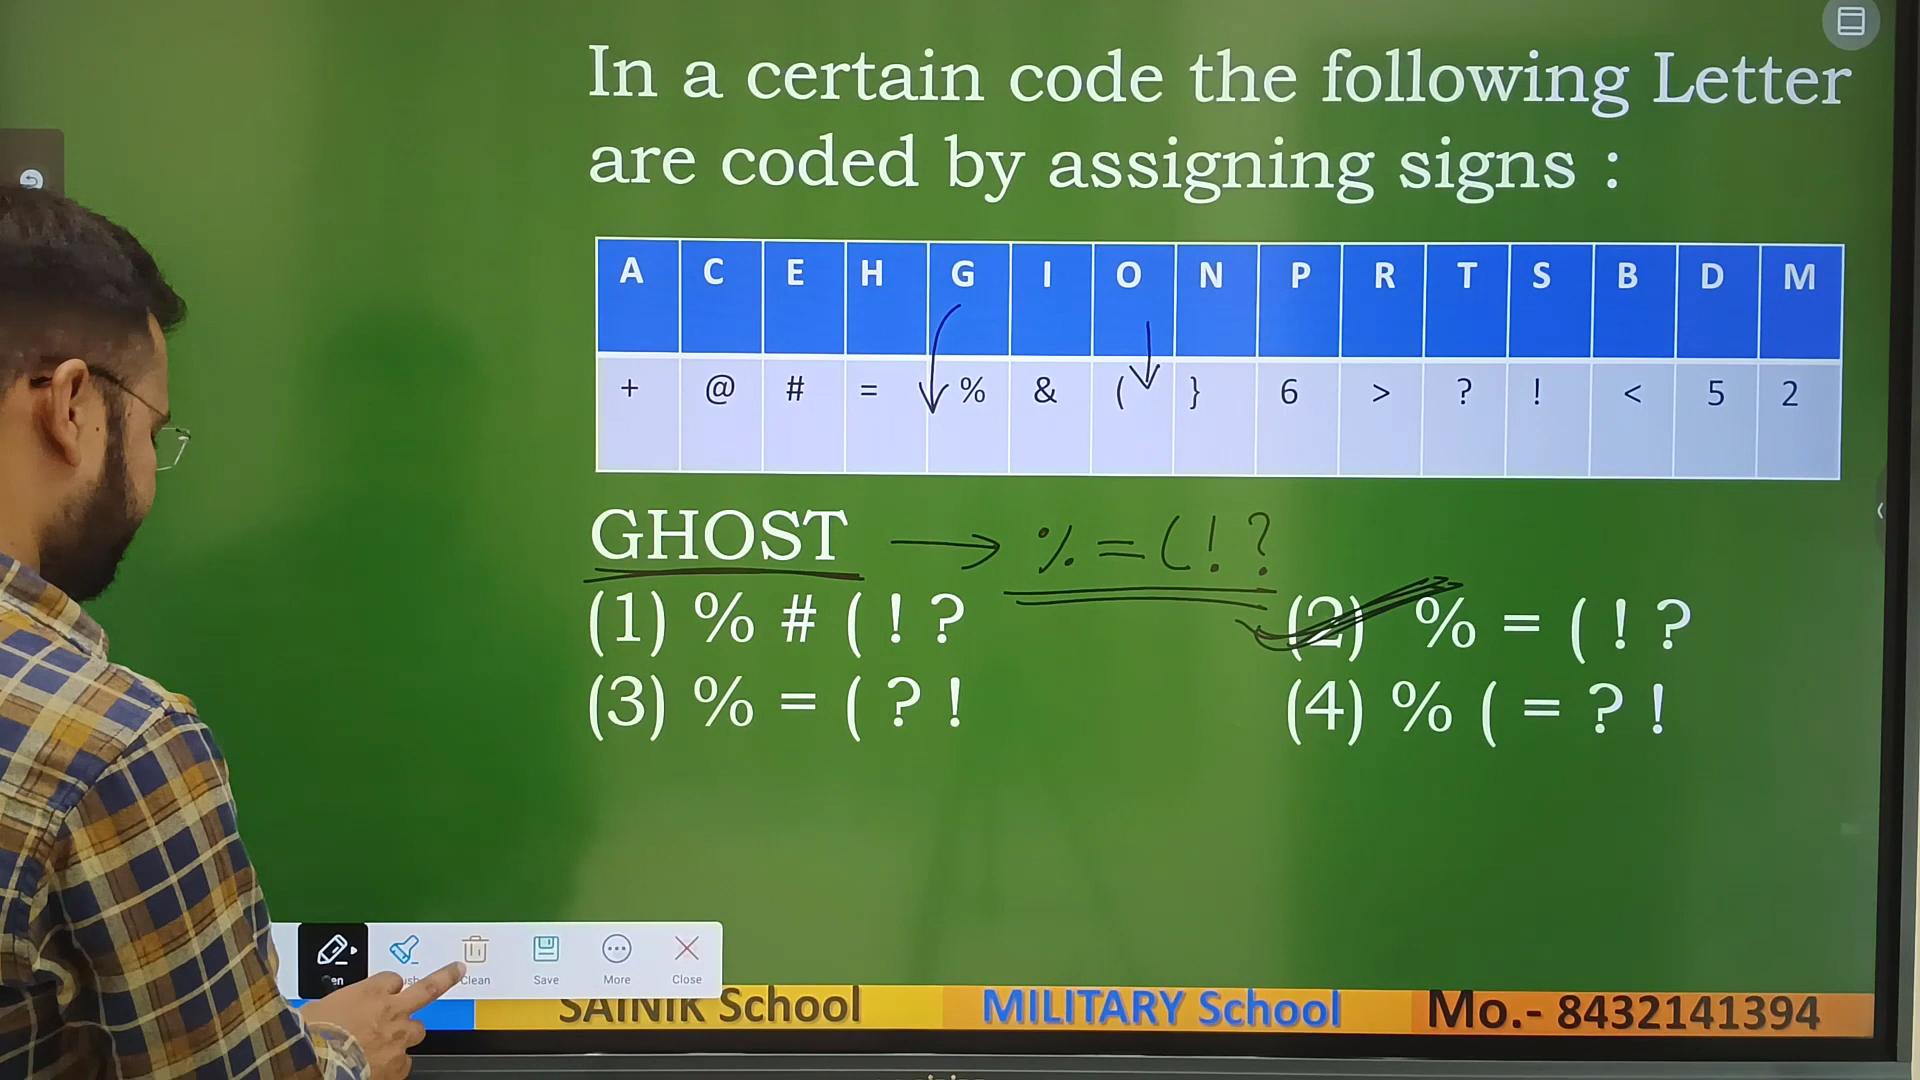 In a certain code the following Letter
are coded by assigning signs :
A C E H G I O N P R T S B D M
+ @ # = % & ( } 6 > ? ! < 5 2
GHOST → % = ( ! ?
(1) % # ( ! ? (2) % = ( ! ?
(3) % = ( ? ! (4) % ( = ? !
Clean Save More Close
SAINIK School MILITARY School Mo.- 8432141394